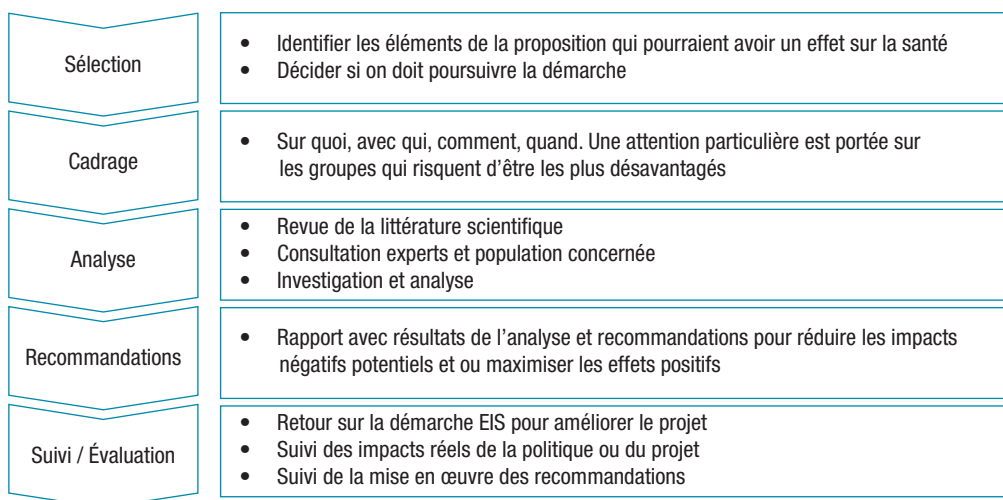 Sélection
• Identifier les éléments de la proposition qui pourraient avoir un effet sur la santé
• Décider si on doit poursuivre la démarche
Cadrage
• Sur quoi, avec qui, comment, quand. Une attention particulière est portée sur
les groupes qui risquent d’être les plus désavantagés
Analyse
• Revue de la littérature scientifique
• Consultation experts et population concernée
• Investigation et analyse
Recommandations
• Rapport avec résultats de l’analyse et recommandations pour réduire les impacts
négatifs potentiels et ou maximiser les effets positifs
Suivi / Évaluation
• Retour sur la démarche EIS pour améliorer le projet
• Suivi des impacts réels de la politique ou du projet
• Suivi de la mise en œuvre des recommandations